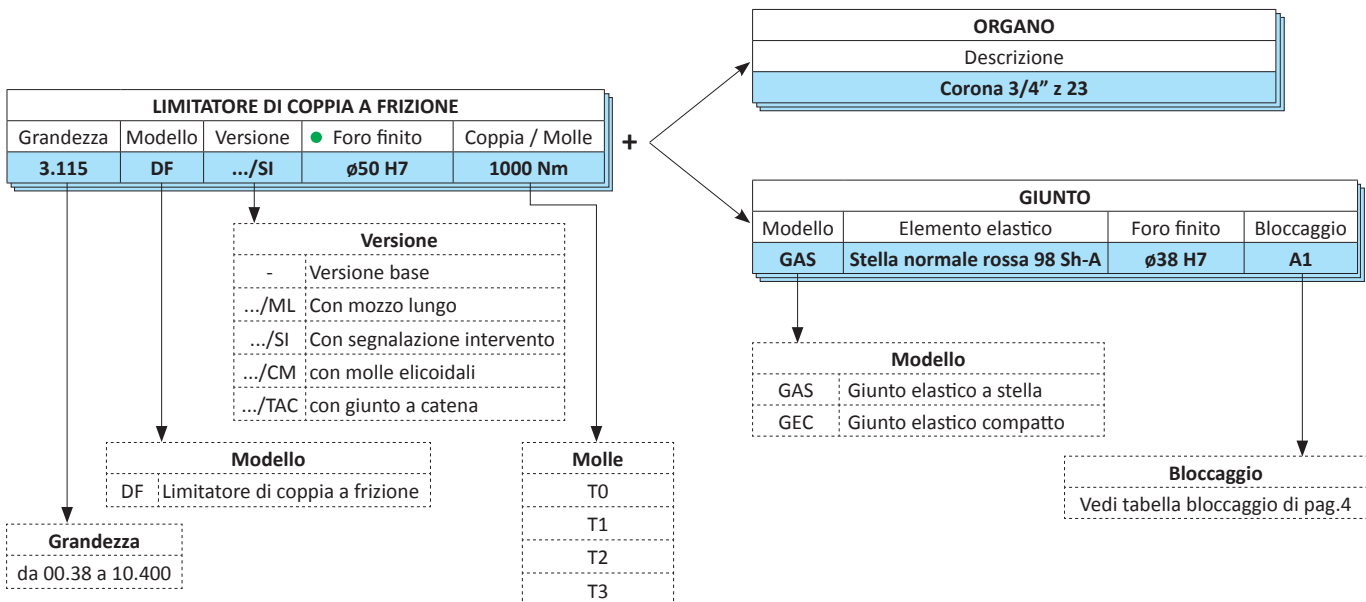 LIMITATORE DI COPPIA A FRIZIONE
Grandezza Modello Versione Foro finito Coppia / Molle
3.115 DF .../SI ø50 H7 1000 Nm
+
ORGANO
Descrizione
Corona 3/4” z 23
GIUNTO
Modello Elemento elastico Foro finito Bloccaggio
GAS Stella normale rossa 98 Sh-A ø38 H7 A1
Versione
- Versione base
.../ML Con mozzo lungo
.../SI Con segnalazione intervento
.../CM con molle elicoidali
.../TAC con giunto a catena
Modello
DF Limitatore di coppia a frizione
Grandezza
da 00.38 a 10.400
Molle
T0
T1
T2
T3
Modello
GAS Giunto elastico a stella
GEC Giunto elastico compatto
Bloccaggio
Vedi tabella bloccaggio di pag.4